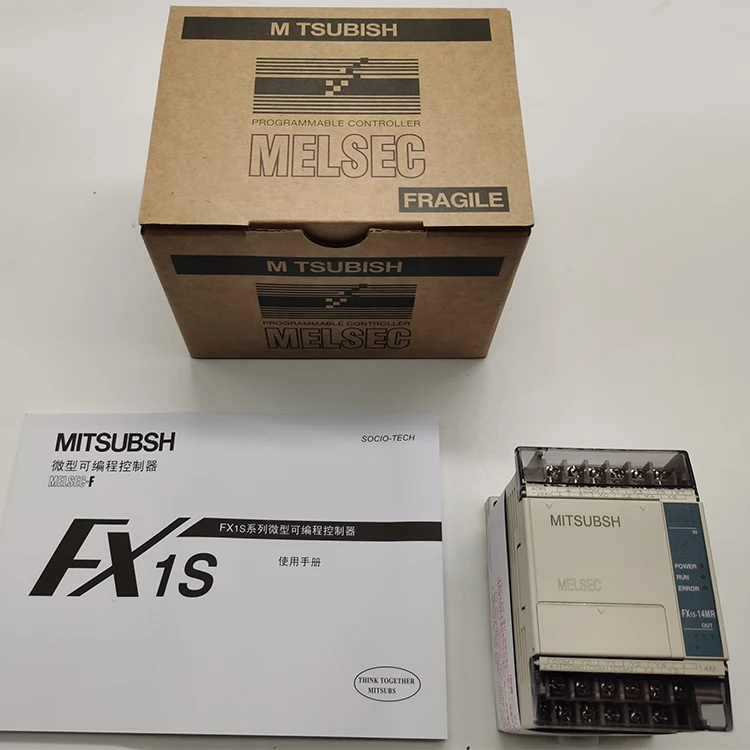 M TSUBISH
PROGRAMMABLE CONTROLLER
MELSEC
FRAGILE
M TSUBISH
PROGRAMMABLE CONTROLLER
MELSEC
MITSUBSH
SOCIO-TECH
微型可编程控制器
MELSEC-F
FX1S
FX1S系列微型可编程控制器
使用手册
THINK TOGETHER
MITSUBS
MITSUBSH
IN
MELSEC
POWER
RUN
ERROR
FX1S-14MR
OUT
14M